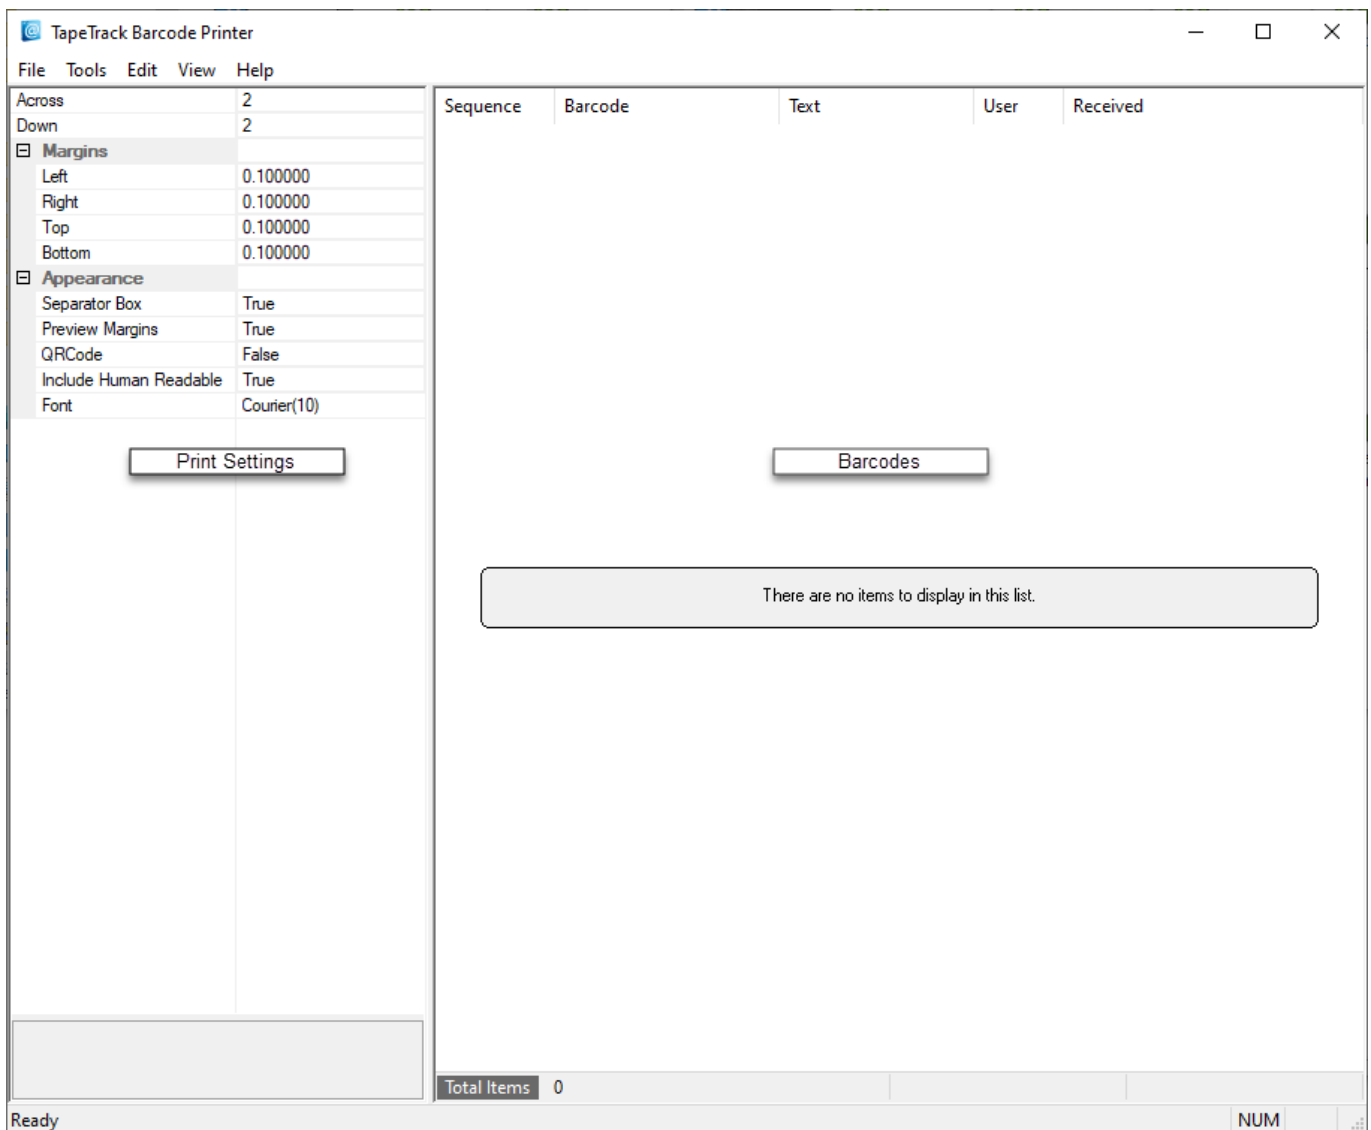 TapeTrack Barcode Printer
File Tools Edit View Help
Across 2
Down 2
Margins
Left 0.100000
Right 0.100000
Top 0.100000
Bottom 0.100000
Appearance
Separator Box True
Preview Margins True
QRCode False
Include Human Readable True
Font Courier(10)
Print Settings
Sequence Barcode Text User Received
Barcodes
There are no items to display in this list.
Total Items 0
Ready NUM